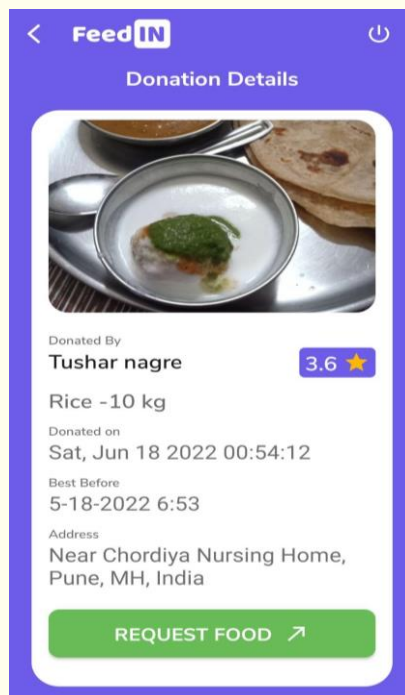 Feed IN
Donation Details
Donated By
Tushar nagre
3.6
Rice -10 kg
Donated on
Sat, Jun 18 2022 00:54:12
Best Before
5-18-2022 6:53
Address
Near Chordiya Nursing Home,
Pune, MH, India
REQUEST FOOD